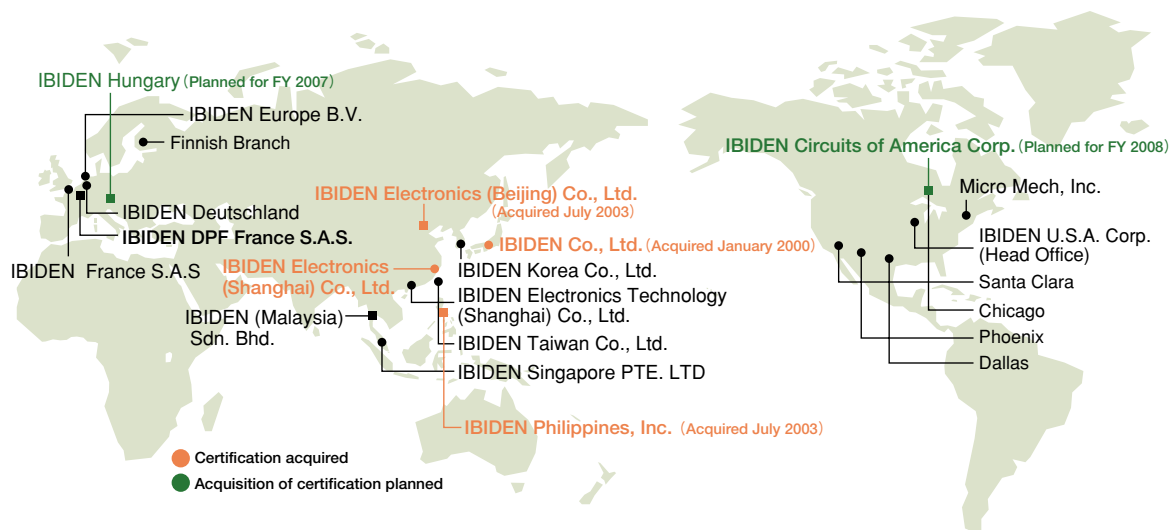 IBIDEN Hungary (Planned for FY 2007)
IBIDEN Europe B.V.
Finnish Branch
IBIDEN Deutschland
IBIDEN DPF France S.A.S.
IBIDEN France S.A.S
IBIDEN Electronics (Beijing) Co., Ltd.
(Acquired July 2003)
IBIDEN Co., Ltd. (Acquired January 2000)
IBIDEN Electronics
(Shanghai) Co., Ltd.
IBIDEN Korea Co., Ltd.
IBIDEN Electronics Technology
(Shanghai) Co., Ltd.
IBIDEN (Malaysia)
Sdn. Bhd.
IBIDEN Taiwan Co., Ltd.
IBIDEN Singapore PTE. LTD
IBIDEN Philippines, Inc. (Acquired July 2003)
IBIDEN Circuits of America Corp. (Planned for FY 2008)
Micro Mech, Inc.
IBIDEN U.S.A. Corp.
(Head Office)
Santa Clara
Chicago
Phoenix
Dallas
Certification acquired
Acquisition of certification planned